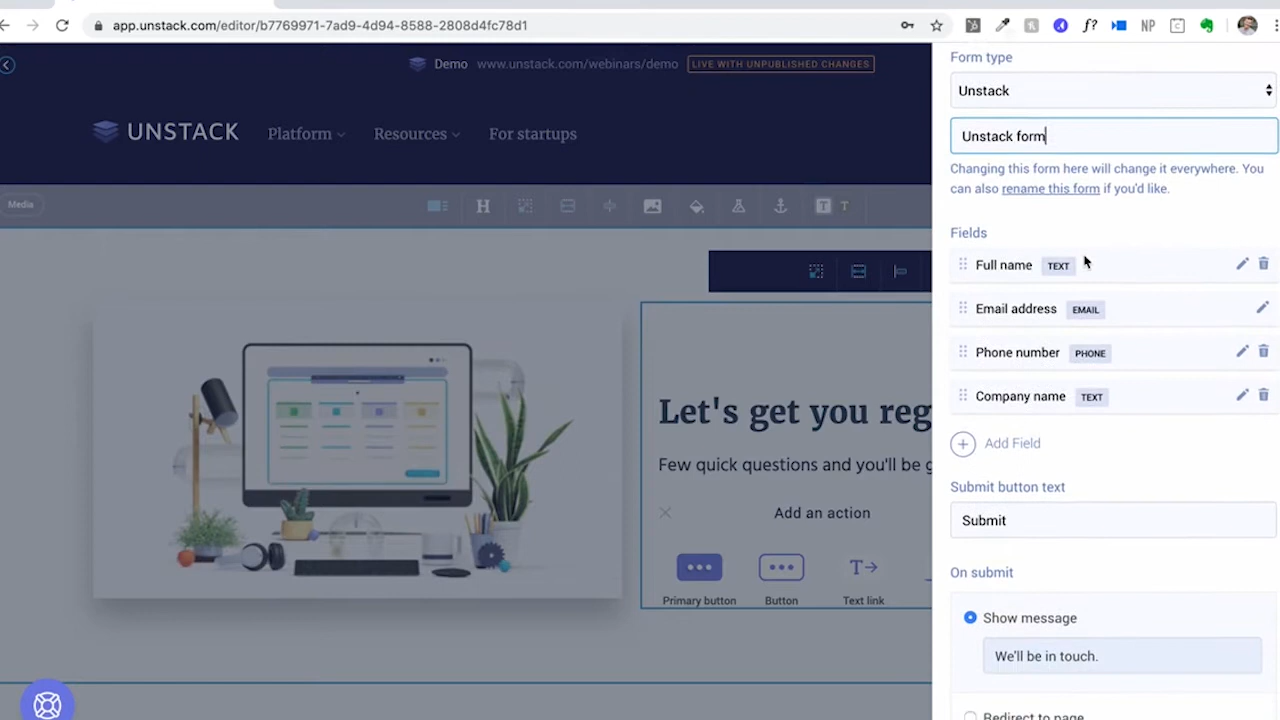 app.unstack.com/editor/b7769971-7ad9-4d94-8588-2808d4fc78d1
f?
NP
Demo www.unstack.com/webinars/demo LIVE WITH UNPUBLISHED CHANGES
UNSTACK Platform Resources For startups
Media
H
T T
Let's get you reg
Few quick questions and you'll be g
Add an action
T
Primary button Button Text link
Form type
Unstack
Unstack form
Changing this form here will change it everywhere. You
can also rename this form if you'd like.
Fields
Full name TEXT
Email address EMAIL
Phone number PHONE
Company name TEXT
Add Field
Submit button text
Submit
On submit
Show message
We'll be in touch.
Redirect to page